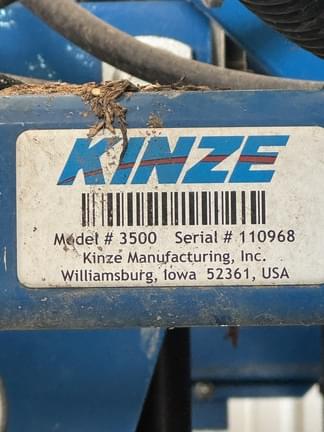 KINZE
Model # 3500 Serial # 110968
Kinze Manufacturing, Inc.
Williamsburg, Iowa 52361, USA